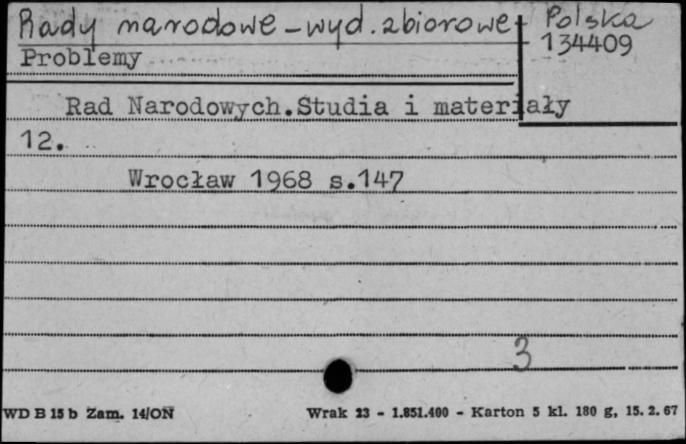 Rady narodowe - wyd. zbiorowe + Polska
134409
Problemy
Rad Narodowych.Studia i materiały
12.
Wrocław 1968 s.147
3
WD B 15 b Zam. 14/ON Wrak 23 - 1.851.400 - Karton 5 kl. 180 g, 15. 2. 67